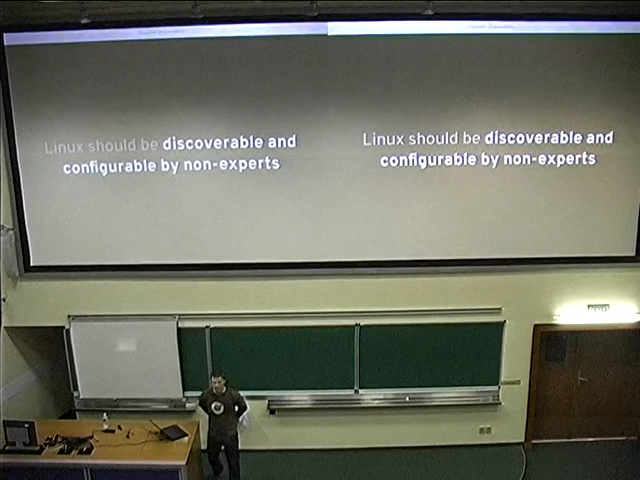 Linux should be discoverable and
configurable by non-experts
Linux should be discoverable and
configurable by non-experts